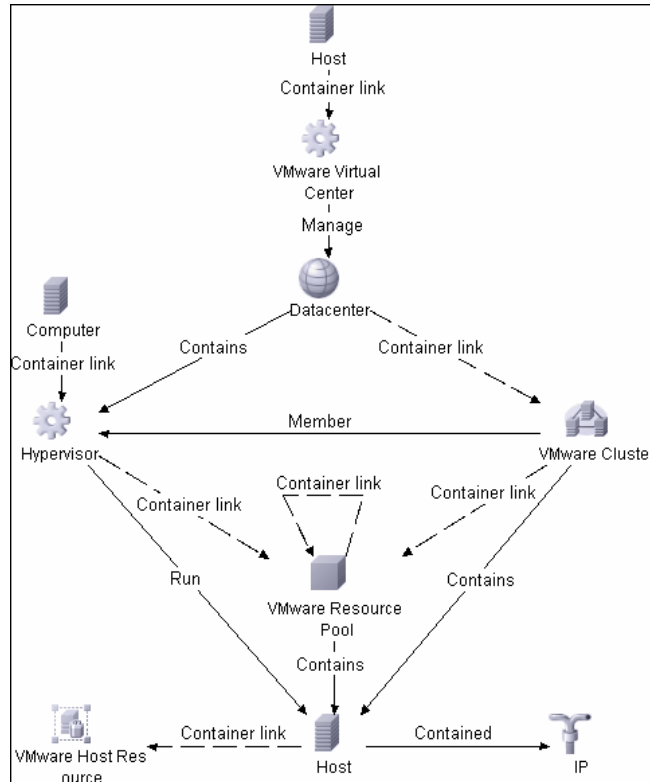 Host
Container link
VMware Virtual
Center
Manage
Datacenter
Computer
Contains
Container link
Container link
Member
Hypervisor
VMware Cluster
Container link
Container link
Container link
Run
VMware Resource
Pool
Contains
Contains
Container link
Contained
VMware Host Res
ource
Host
IP